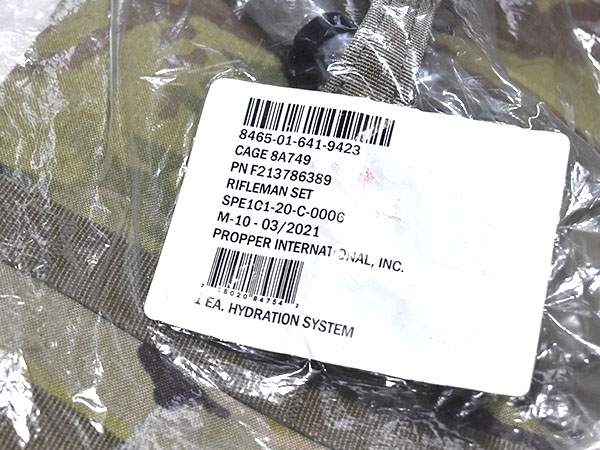 8465-01-641-9423
CAGE 8A749
PN F213786389
RIFLEMAN SET
SPE1C1-20-C-000G
M-10 - 03/2021
PROPPER INTERNATIONAL, INC.
1 EA. HYDRATION SYSTEM